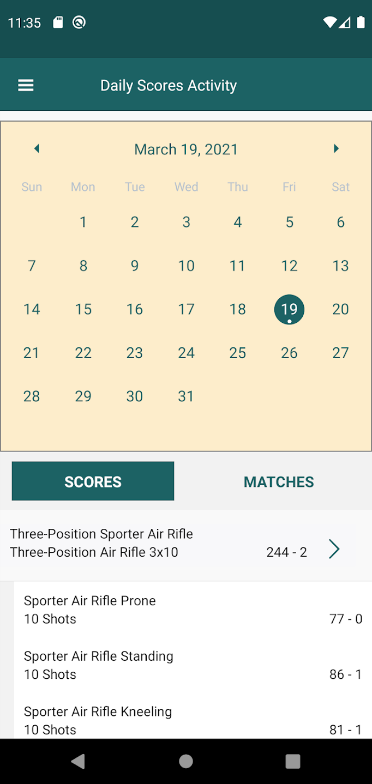 11:35
Daily Scores Activity
March 19, 2021
Sun Mon Tue Wed Thu Fri Sat
1 2 3 4 5 6
7 8 9 10 11 12 13
14 15 16 17 18 19 20
21 22 23 24 25 26 27
28 29 30 31
SCORES MATCHES
Three-Position Sporter Air Rifle
Three-Position Air Rifle 3x10 244 - 2
Sporter Air Rifle Prone
10 Shots 77 - 0
Sporter Air Rifle Standing
10 Shots 86 - 1
Sporter Air Rifle Kneeling
10 Shots 81 - 1